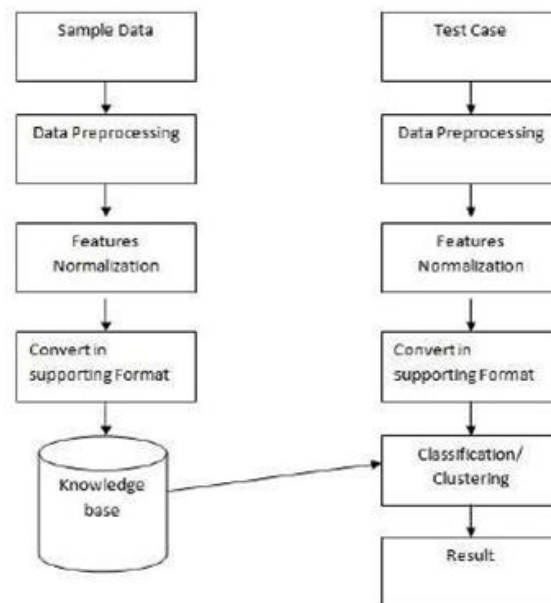 Sample Data
Data Preprocessing
Features
Normalization
Convert in
supporting Format
Knowledge
base
Test Case
Data Preprocessing
Features
Normalization
Convert in
supporting Format
Classification/
Clustering
Result